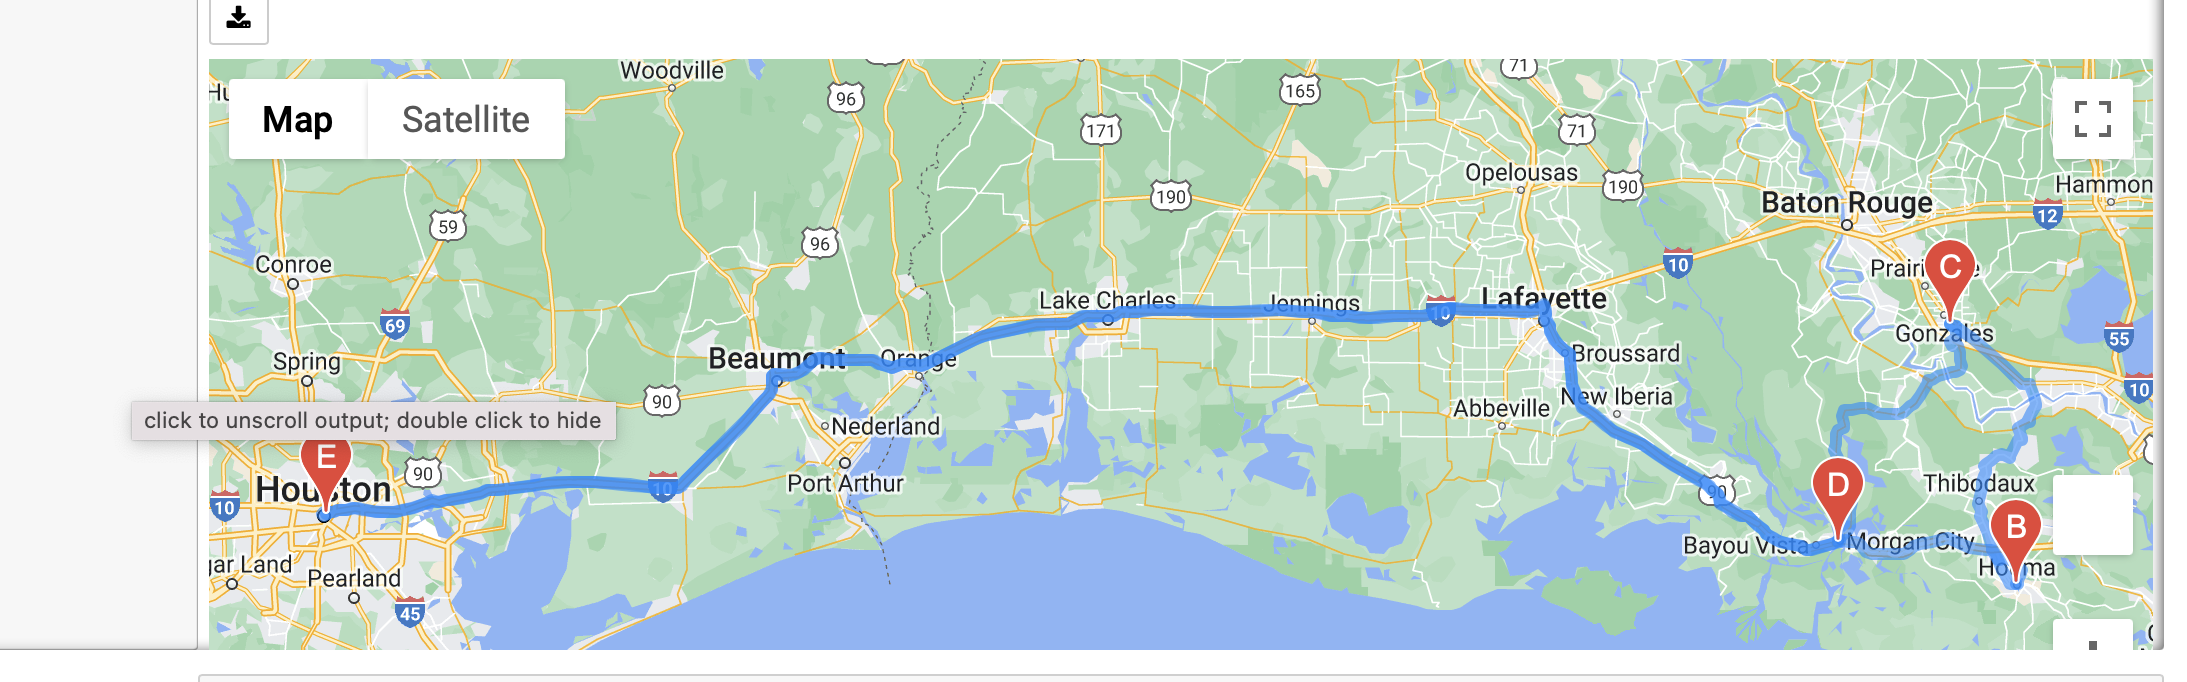 Woodville
71
Hu
Map
Satellite
96
165
171
71
Opelousas
190
190
Hammon
Baton Rouge
12
59
96
Conroe
10
Prairi
e
C
Lake Charles
Jennings
Lafayette
10
69
Gonzales
55
Spring
Beaumont
Orange
Broussard
10
90
New Iberia
Abbeville
click to unscroll output; double click to hide
Nederland
E
90
Port Arthur
Houston
10
10
90
D
Thibodaux
B
Bayou Vista
Morgan City
gar Land
Pearland
Houma
45